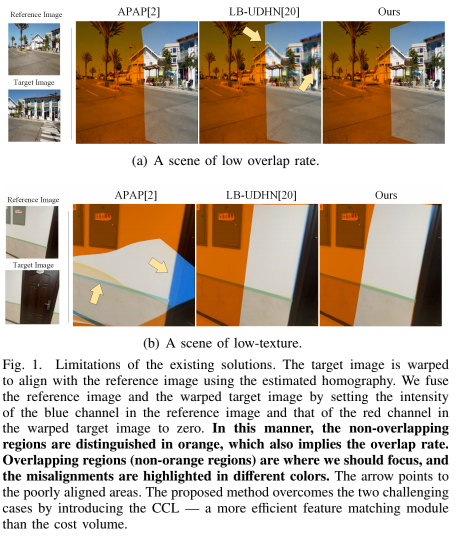 Reference Image
APAP[2]
LB-UDHN[20]
Ours
Target Image
(a) A scene of low overlap rate.
Reference Image
APAP[2]
LB-UDHN[20]
Ours
Target Image
(b) A scene of low-texture.
Fig. 1. Limitations of the existing solutions. The target image is warped
to align with the reference image using the estimated homography. We fuse
the reference image and the warped target image by setting the intensity
of the blue channel in the reference image and that of the red channel in
the warped target image to zero. In this manner, the non-overlapping
regions are distinguished in orange, which also implies the overlap rate.
Overlapping regions (non-orange regions) are where we should focus, and
the misalignments are highlighted in different colors. The arrow points to
the poorly aligned areas. The proposed method overcomes the two challenging
cases by introducing the CCL — a more efficient feature matching module
than the cost volume.